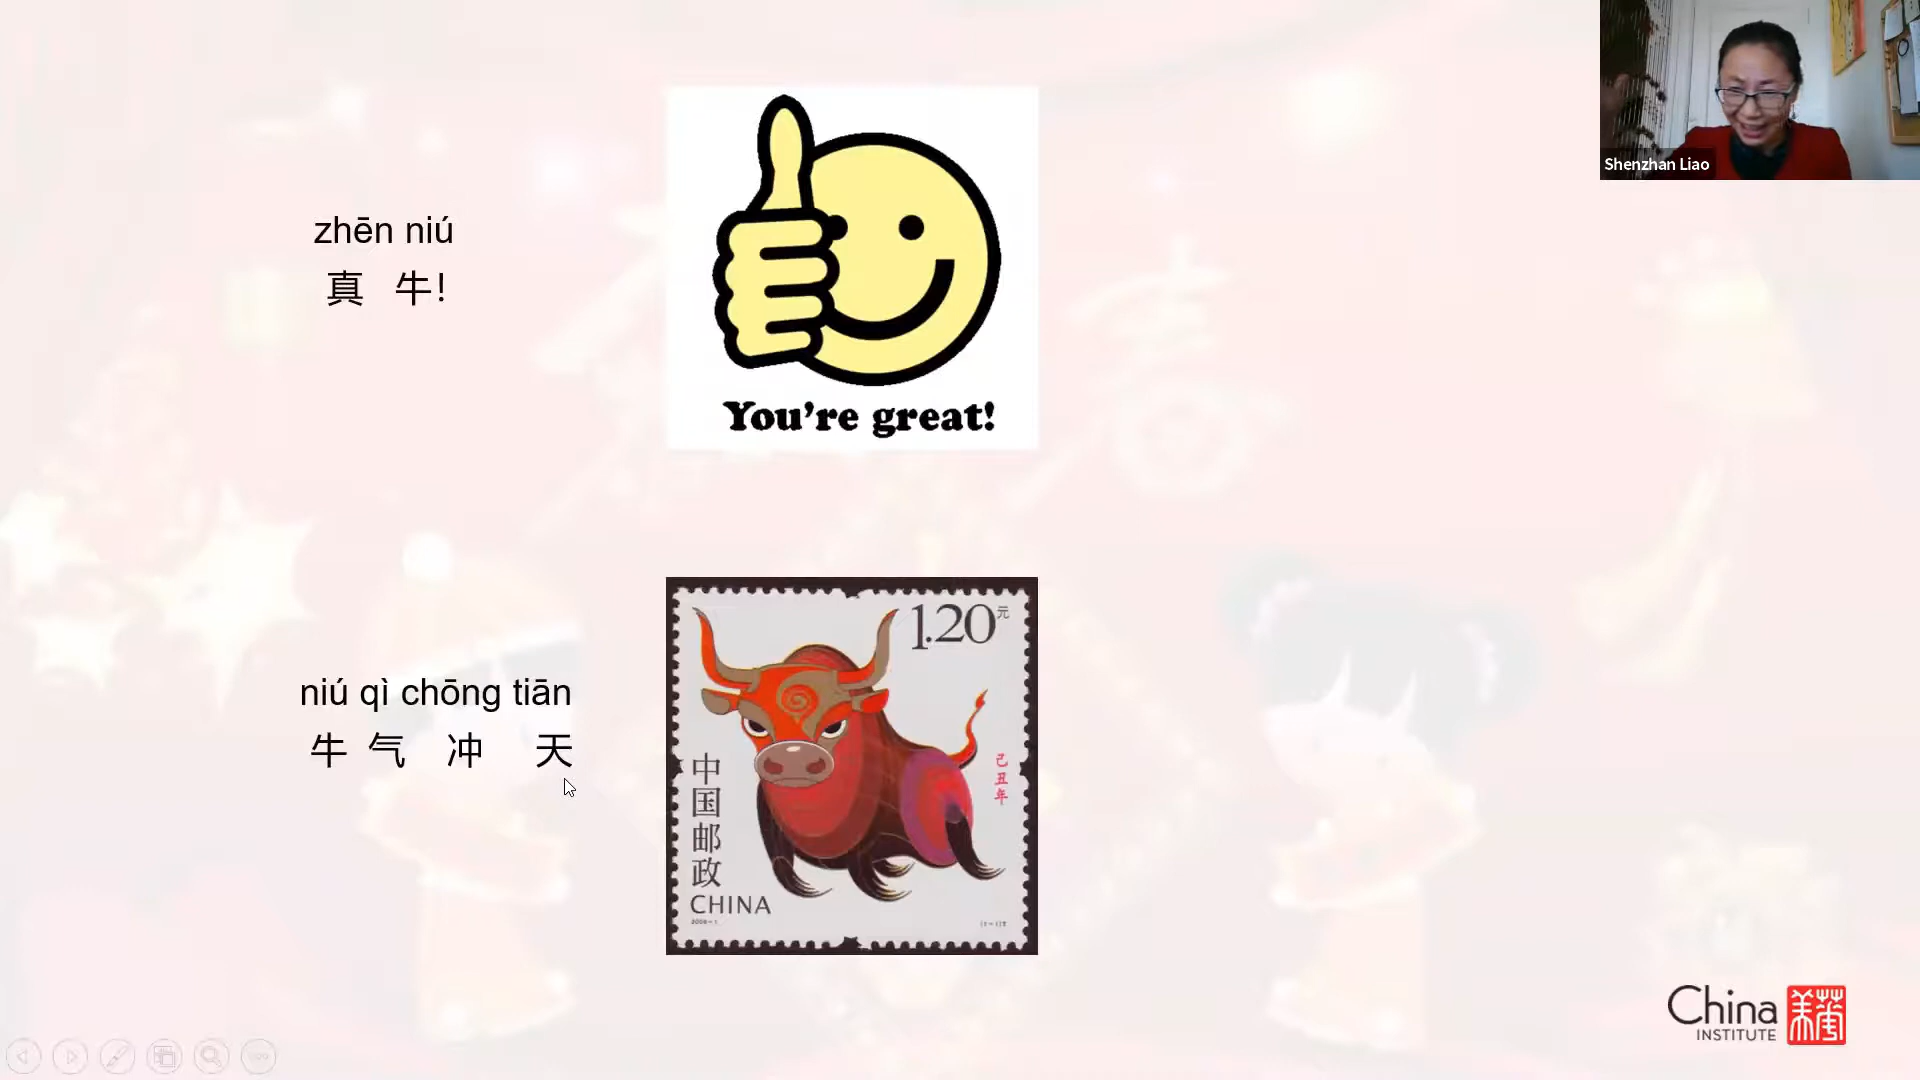 Shenzhan Liao
zhēn niú
真 牛!
You're great!
niú qì chōng tiān
牛 气 冲 天
1.20元
己丑年
中国邮政
CHINA
China
INSTITUTE